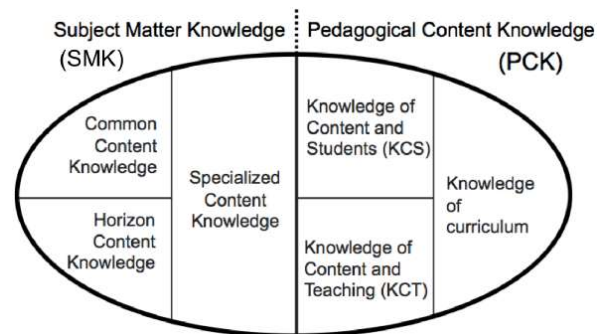 Subject Matter Knowledge
(SMK)
Pedagogical Content Knowledge
(PCK)
Common
Content
Knowledge
Horizon
Content
Knowledge
Specialized
Content
Knowledge
Knowledge of
Content and
Students (KCS)
Knowledge of
Content and
Teaching (KCT)
Knowledge
of
curriculum